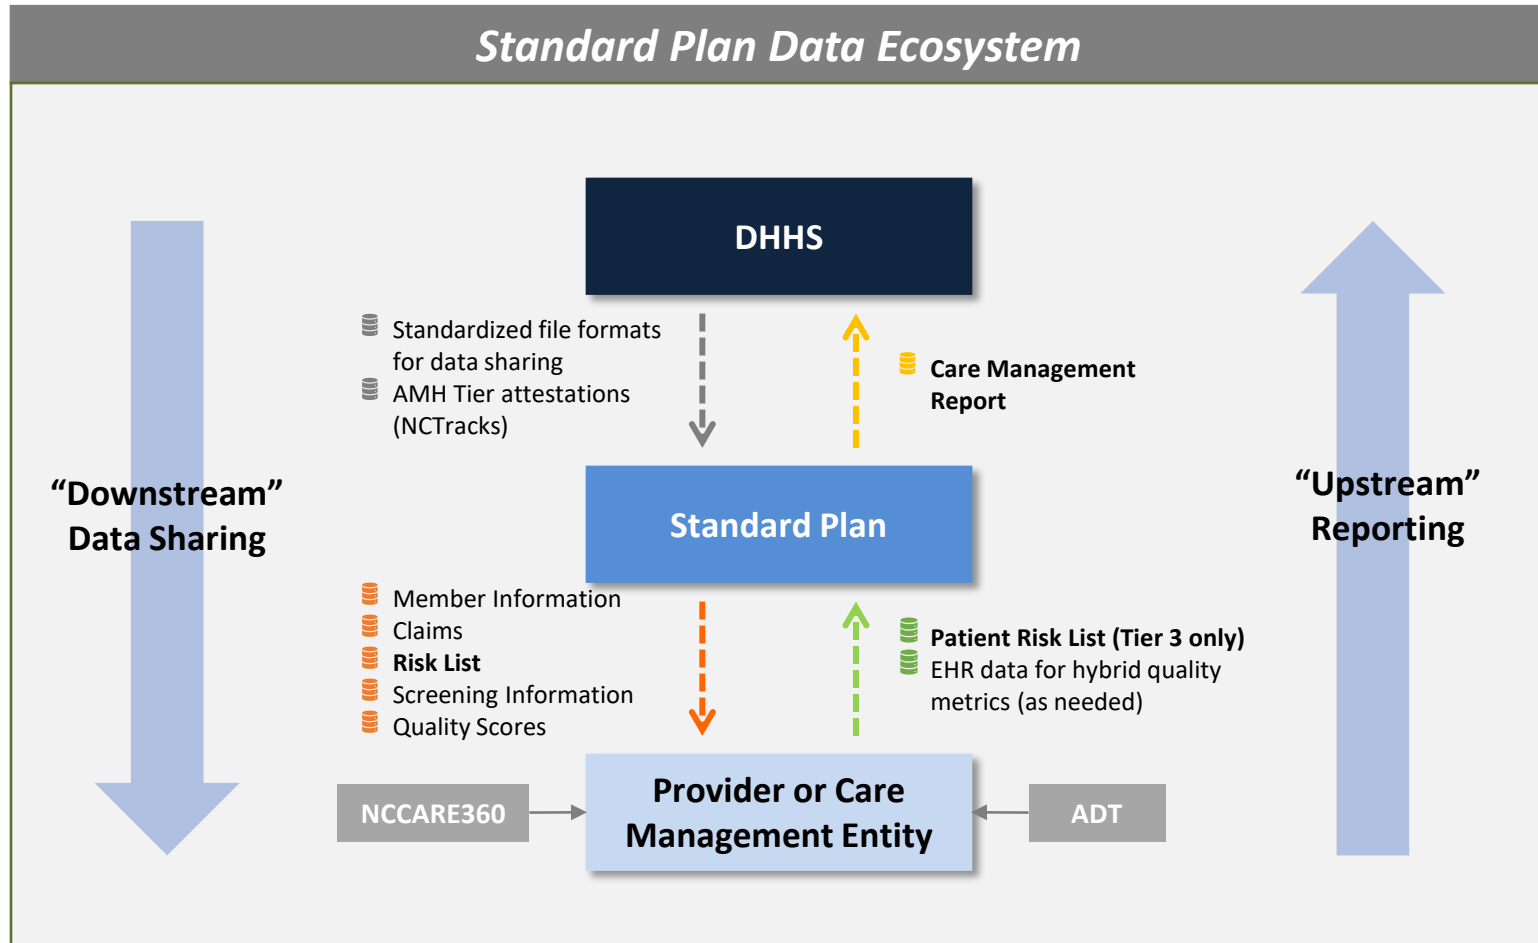 Standard Plan Data Ecosystem
DHHS
Standardized file formats
for data sharing
AMH Tier attestations
(NCTracks)
Care Management
Report
"Downstream"
Data Sharing
Standard Plan
“Upstream”
Reporting
Member Information
Claims
Risk List
Screening Information
Quality Scores
Patient Risk List (Tier 3 only)
EHR data for hybrid quality
metrics (as needed)
NCCARE360
Provider or Care
Management Entity
ADT